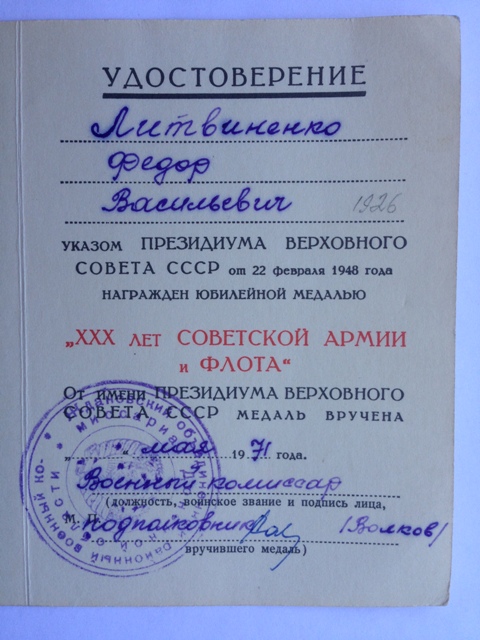 УДОСТОВЕРЕНИЕ
Литвиненко
Федор
Васильевич 1926
УКАЗОМ ПРЕЗИДИУМА ВЕРХОВНОГО
СОВЕТА СССР от 22 февраля 1948 года
НАГРАЖДЕН ЮБИЛЕЙНОЙ МЕДАЛЬЮ
„XXX ЛЕТ СОВЕТСКОЙ АРМИИ
и ФЛОТА“
От имени ПРЕЗИДИУМА ВЕРХОВНОГО
СОВЕТА СССР МЕДАЛЬ ВРУЧЕНА
„ “ мая 1971 года.
Военный комиссар
(должность, воинское звание и подпись лица,
М. П. подполковник (Волков)
вручившего медаль)